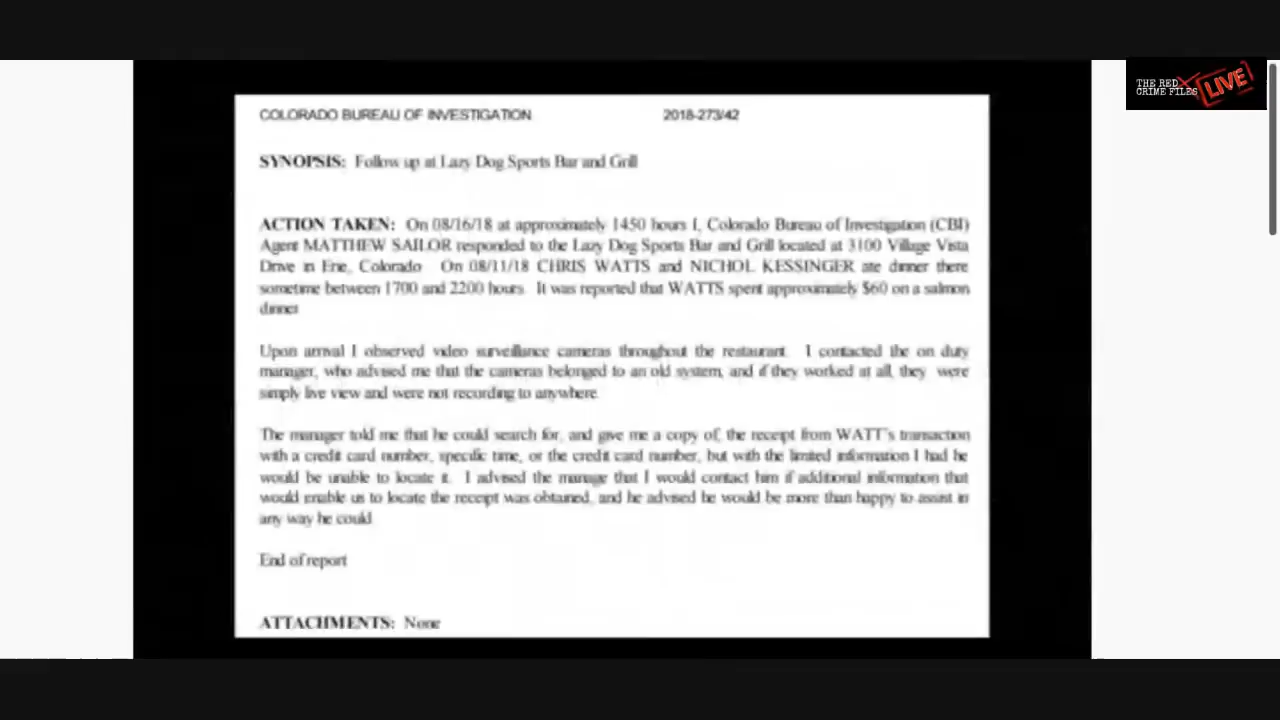 THE RED
CRIME FILES
LIVE
COLORADO BUREAU OF INVESTIGATION 2018-273/42
SYNOPSIS: Follow up at Lazy Dog Sports Bar and Grill
ACTION TAKEN: On 08/16/18 at approximately 1450 hours I, Colorado Bureau of Investigation (CBI)
Agent MATTHEW SAILOR responded to the Lazy Dog Sports Bar and Grill located at 3100 Village Vista
Drive in Erie, Colorado On 08/11/18 CHRIS WATTS and NICHOL KESSINGER ate dinner there
sometime between 1700 and 2200 hours. It was reported that WATTS spent approximately $60 on a salmon
dinner
Upon arrival I observed video surveillance cameras throughout the restaurant. I contacted the on duty
manager, who advised me that the cameras belonged to an old system, and if they worked at all, they were
simply live view and were not recording to anywhere.
The manager told me that he could search for, and give me a copy of, the receipt from WATT's transaction
with a credit card number, specific time, or the credit card number, but with the limited information I had he
would be unable to locate it. I advised the manage that I would contact him if additional information that
would enable us to locate the receipt was obtained, and he advised he would be more than happy to assist in
any way he could
End of report
ATTACHMENTS: None